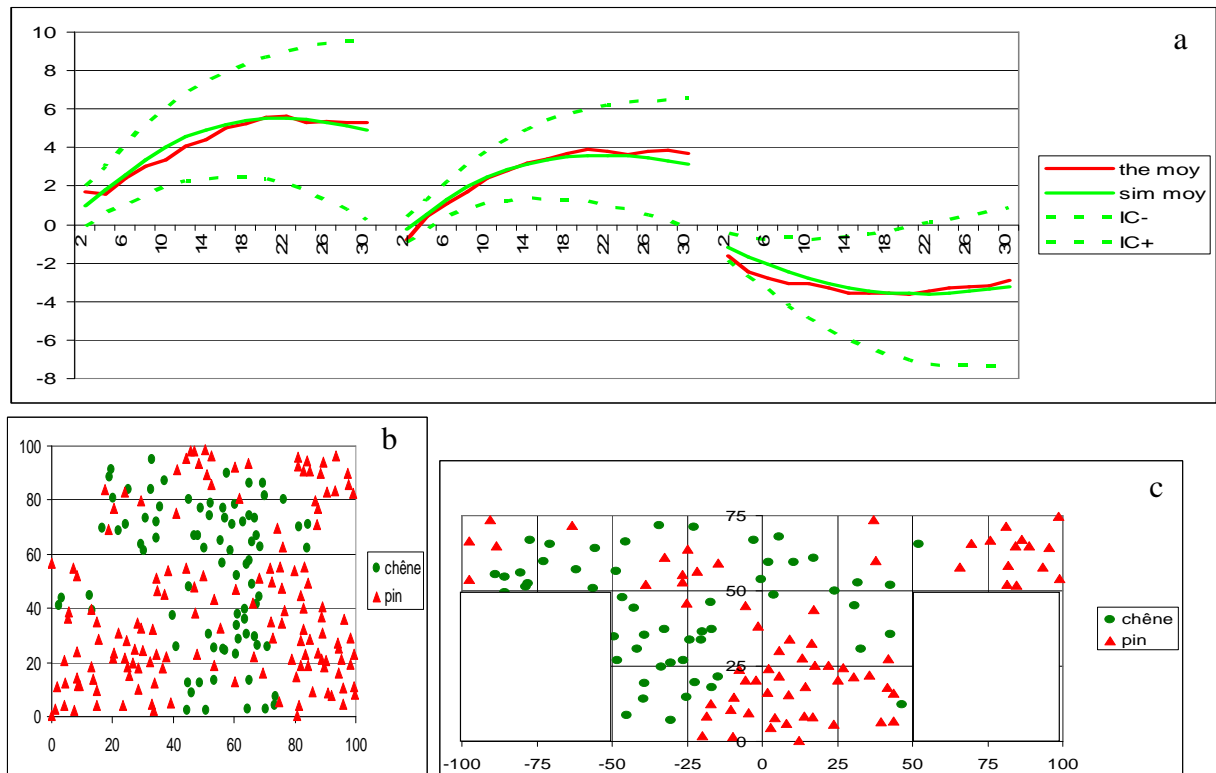 a
10
8
6
4
2
0
-2
-4
-6
-8
2 6 10 14 18 22 26 30 2 6 10 14 18 22 26 30 2 6 10 14 18 22 26 30
the moy
sim moy
IC-
IC+
b
100
80
60
40
20
0
0 20 40 60 80 100
chêne
pin
c
75
50
25
0
-100 -75 -50 -25 0 25 50 75 100
chêne
pin